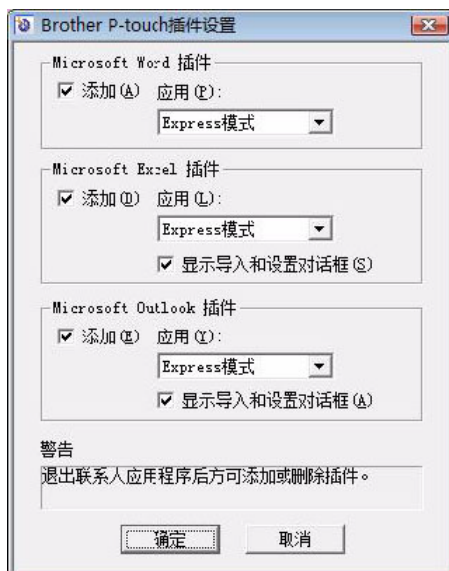 Brother P-touch插件设置
Microsoft Word 插件
添加(A) 应用(P):
Express模式
Microsoft Excel 插件
添加(D) 应用(L):
Express模式
显示导入和设置对话框(S)
Microsoft Outlook 插件
添加(E) 应用(Y):
Express模式
显示导入和设置对话框(A)
警告
退出联系人应用程序后方可添加或删除插件。
确定 取消